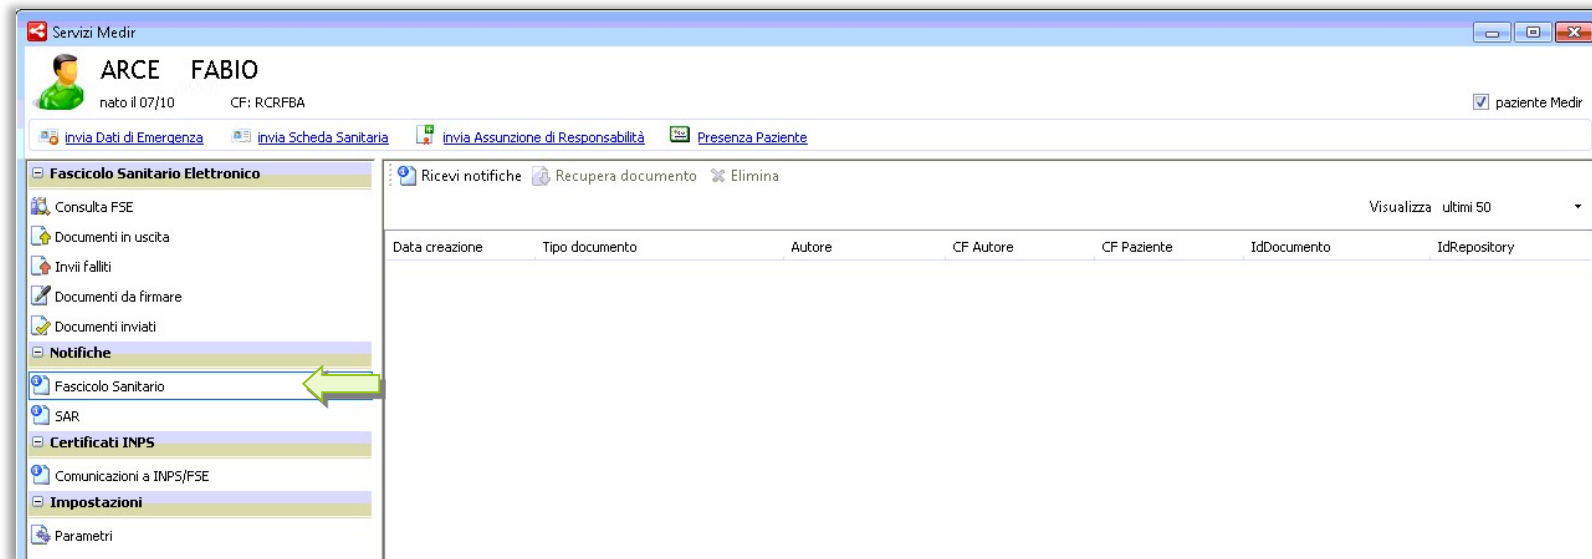 Servizi Medir
ARCE FABIO
nato il 07/10 CF: RCRFBA
paziente Medir
invia Dati di Emergenza invia Scheda Sanitaria invia Assunzione di Responsabilità Presenza Paziente
Fascicolo Sanitario Elettronico
Consulta FSE
Documenti in uscita
Invii falliti
Documenti da firmare
Documenti inviati
Notifiche
Fascicolo Sanitario
SAR
Certificati INPS
Comunicazioni a INPS/FSE
Impostazioni
Parametri
Ricevi notifiche Recupera documento Elimina
Visualizza ultimi 50
Data creazione Tipo documento Autore CF Autore CF Paziente IdDocumento IdRepository